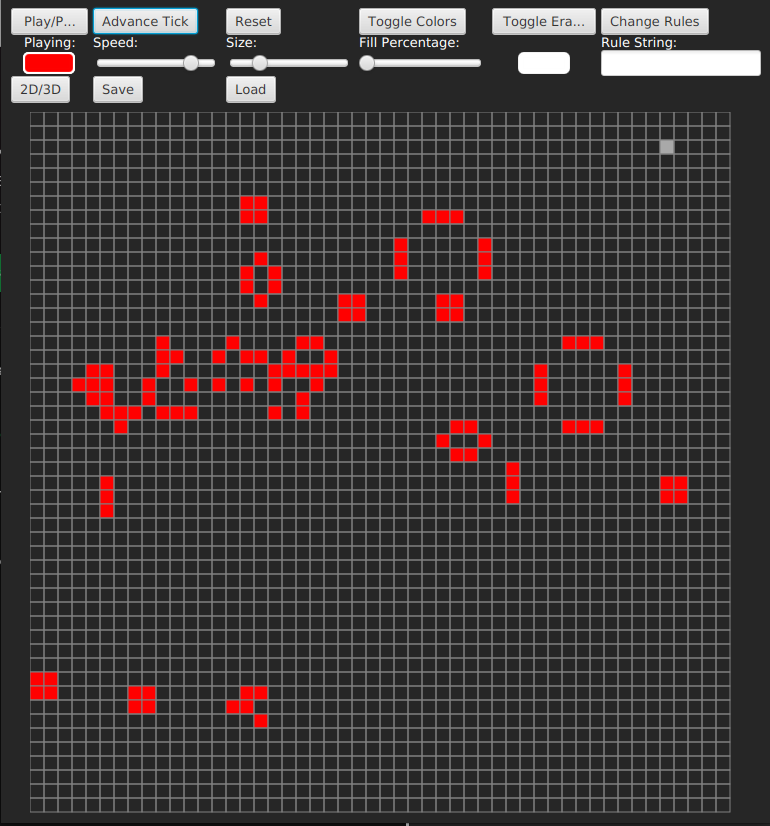 Play/P... Advance Tick Reset Toggle Colors Toggle Era... Change Rules
Playing: Speed: Size: Fill Percentage: Rule String:
2D/3D Save Load